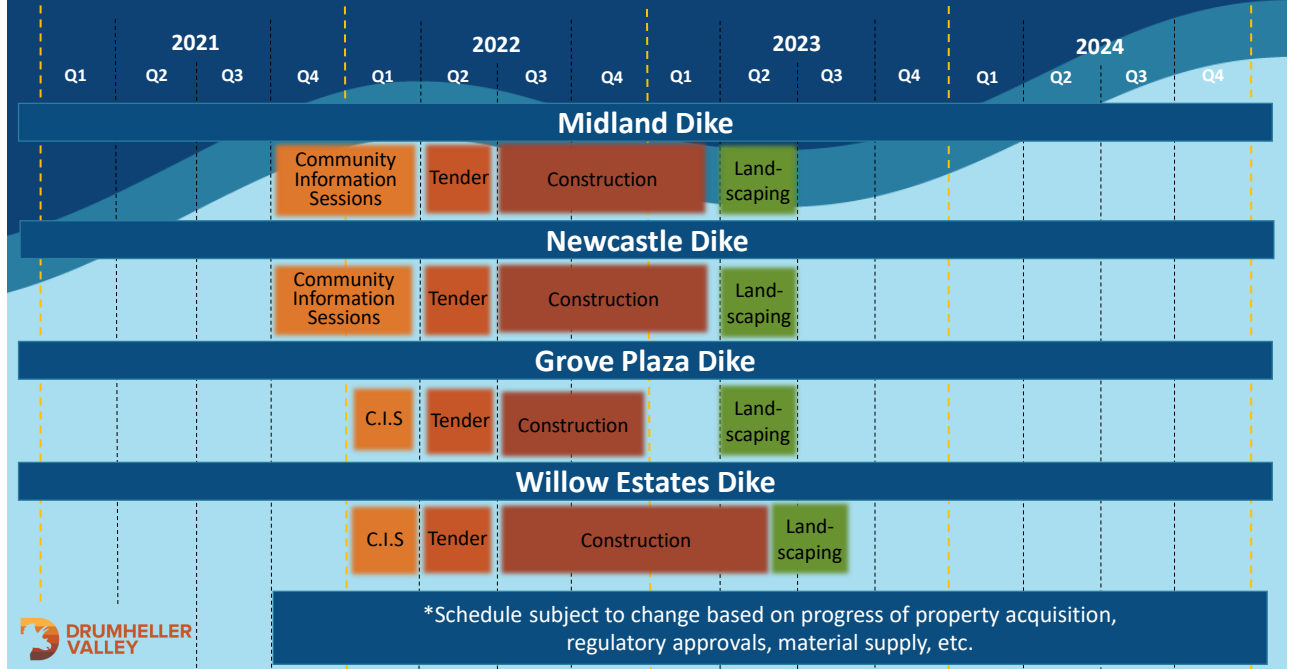 2021 2022 2023 2024
Q1 Q2 Q3 Q4 Q1 Q2 Q3 Q4 Q1 Q2 Q3 Q4 Q1 Q2 Q3 Q4
Midland Dike
Community
Information
Sessions
Tender
Construction
Land-
scaping
Newcastle Dike
Community
Information
Sessions
Tender
Construction
Land-
scaping
Grove Plaza Dike
C.I.S
Tender
Construction
Land-
scaping
Willow Estates Dike
C.I.S
Tender
Construction
Land-
scaping
*Schedule subject to change based on progress of property acquisition,
regulatory approvals, material supply, etc.
DRUMHELLER
VALLEY